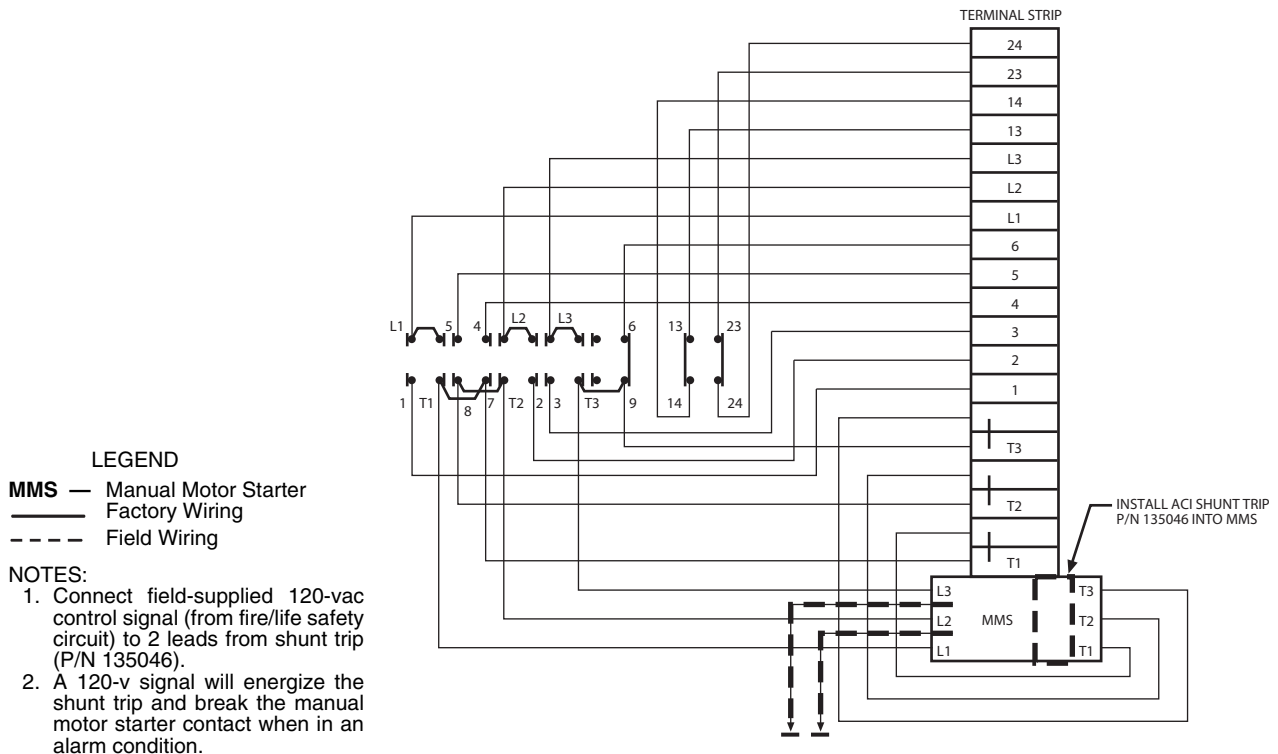 TERMINAL STRIP
24
23
14
13
L3
L2
L1
6
5
4
3
2
1
T3
T2
T1
L1 5 4 L2 L3 6 13 23
1 T1 8 7 T2 2 3 T3 9 14 24
INSTALL ACI SHUNT TRIP
P/N 135046 INTO MMS
L3 T3
L2 MMS T2
L1 T1
LEGEND
MMS — Manual Motor Starter
Factory Wiring
Field Wiring
NOTES:
1. Connect field-supplied 120-vac
control signal (from fire/life safety
circuit) to 2 leads from shunt trip
(P/N 135046).
2. A 120-v signal will energize the
shunt trip and break the manual
motor starter contact when in an
alarm condition.